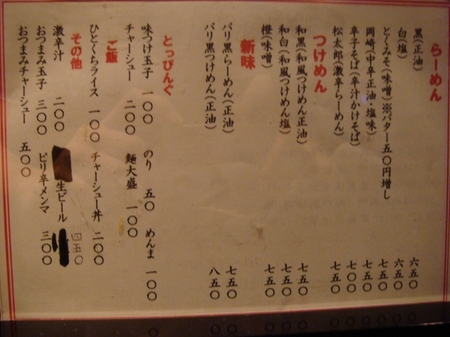 らーめん
黒(正油) 六五〇
白(塩) 六五〇
とくみそ(味噌)※バター五〇円増し 七五〇
岡崎(中辛正油塩味) 七五〇
辛子そば(辛汁かけそば) 七〇〇
松太郎(激辛らーめん) 七五〇
つけめん
和黒(和風つけめん正油) 七五〇
和白(和風つけめん塩) 七五〇
橙(味噌) 七五〇
新味
バリ黒らーめん(正油) 七五〇
バリ黒つけめん(正油) 八五〇
とっぴんぐ
味つけ玉子 一〇〇 のり 五〇 めんま 一〇〇
チャーシュー 二〇〇 麺大盛 一〇〇
ご飯
ひとくちライス 一〇〇 チャーシュー丼 二〇〇
その他
激辛汁 二〇〇 生ビール 四五〇
おつまみ玉子 三〇〇 ピリ辛メンマ 三〇〇
おつまみチャーシュー 五〇〇